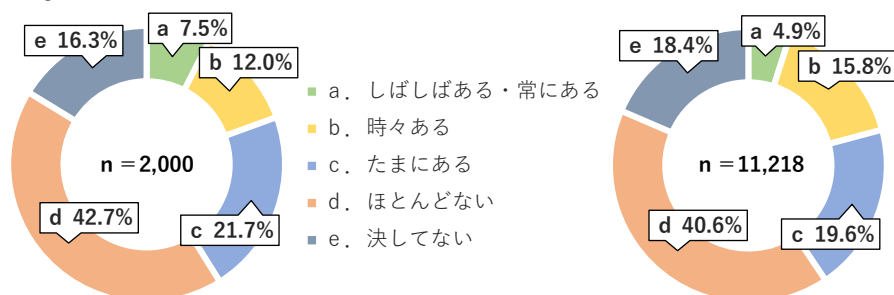 a 7.5%
b 12.0%
c 21.7%
d 42.7%
e 16.3%
n＝2,000
a．しばしばある・常にある
b．時々ある
c．たまにある
d．ほとんどない
e．決してない
a 4.9%
b 15.8%
c 19.6%
d 40.6%
e 18.4%
n＝11,218